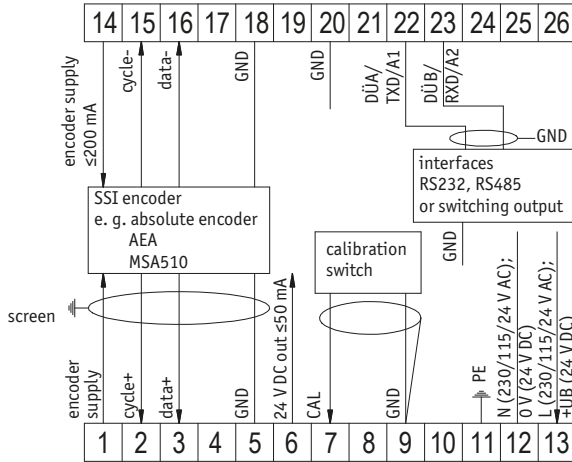 14 15 16 17 18 19 20 21 22 23 24 25 26
encoder supply
≤200 mA
cycle-
data-
GND
GND
DÜA/
TXD/A1
DÜB/
RXD/A2
GND
interfaces
RS232, RS485
or switching output
SSI encoder
e. g. absolute encoder
AEA
MSA510
calibration
switch
GND
screen
encoder
supply
cycle+
data+
GND
24 V DC out ≤50 mA
CAL
GND
PE
N (230/115/24 V AC);
0 V (24 V DC)
L (230/115/24 V AC);
+UB (24 V DC)
1 2 3 4 5 6 7 8 9 10 11 12 13